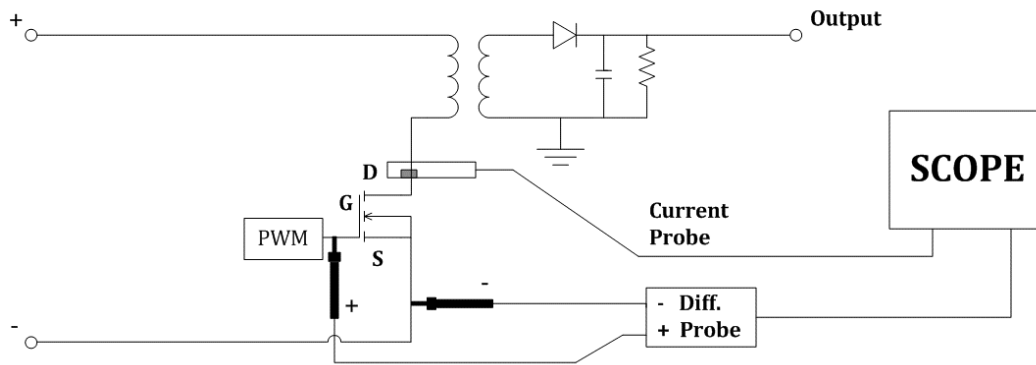 +
Output
D
SCOPE
G
Current
Probe
PWM
S
+
-
- Diff.
+ Probe
-